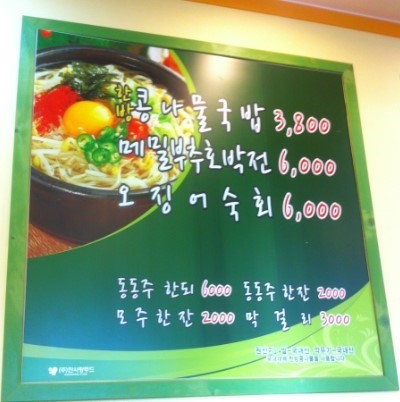 한방 콩나물국밥 3,800
메밀부추호박전 6,000
오징어숙회 6,000
동동주 한되 6000 동동주 한잔 2000
모주 한잔 2000 막걸리 3000